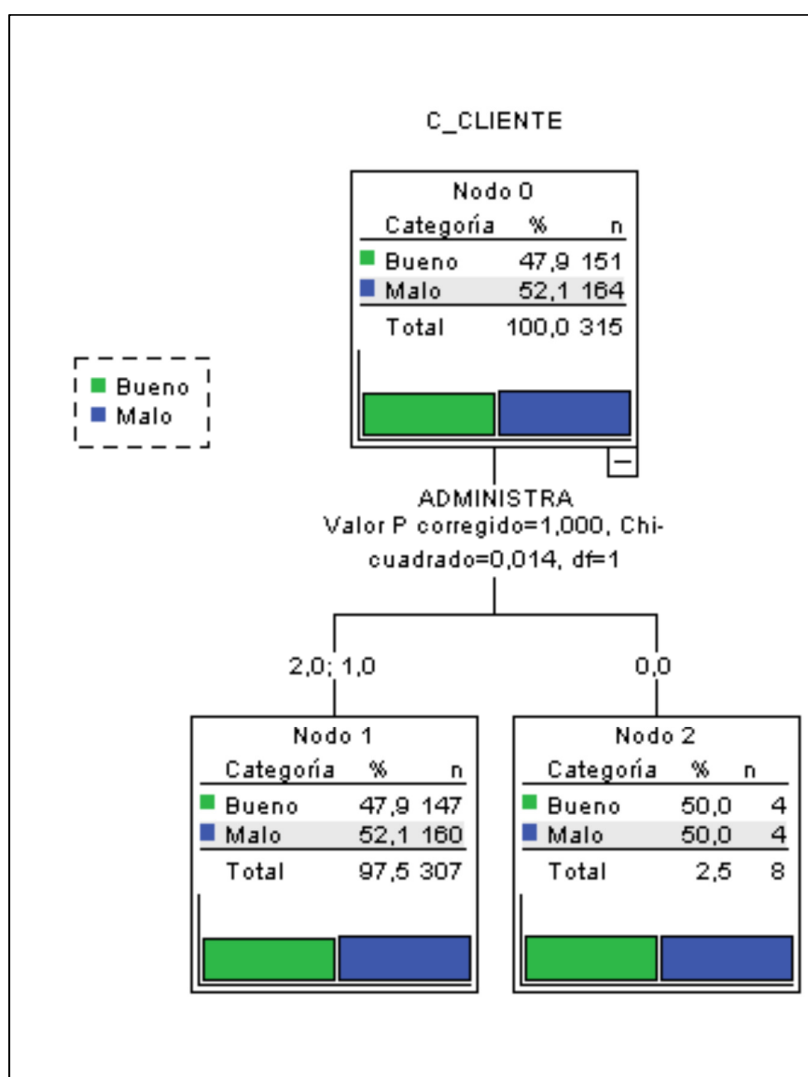 C_CLIENTE
Nodo 0
Categoría % n
Bueno 47,9 151
Malo 52,1 164
Total 100,0 315
Bueno
Malo
ADMINISTRA
Valor P corregido=1,000, Chi-
cuadrado=0,014, df=1
2,0; 1,0
0,0
Nodo 1
Categoría % n
Bueno 47,9 147
Malo 52,1 160
Total 97,5 307
Nodo 2
Categoría % n
Bueno 50,0 4
Malo 50,0 4
Total 2,5 8